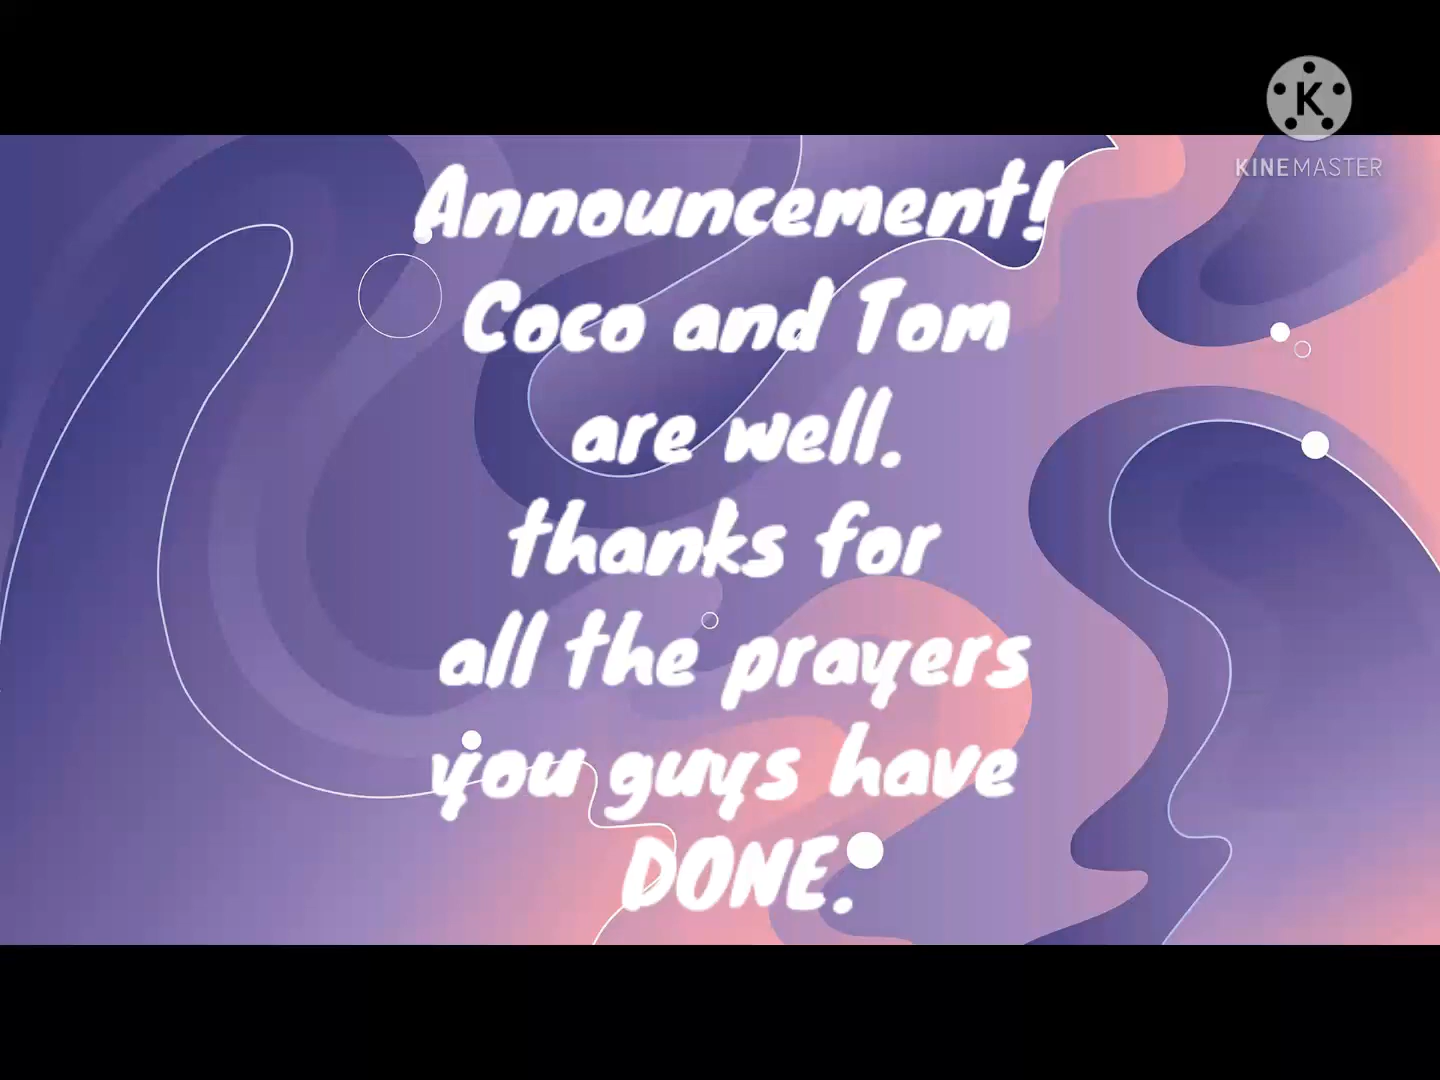 K
KINEMASTER
Announcement!
Coco and Tom
are well.
thanks for
all the prayers
you guys have
DONE.